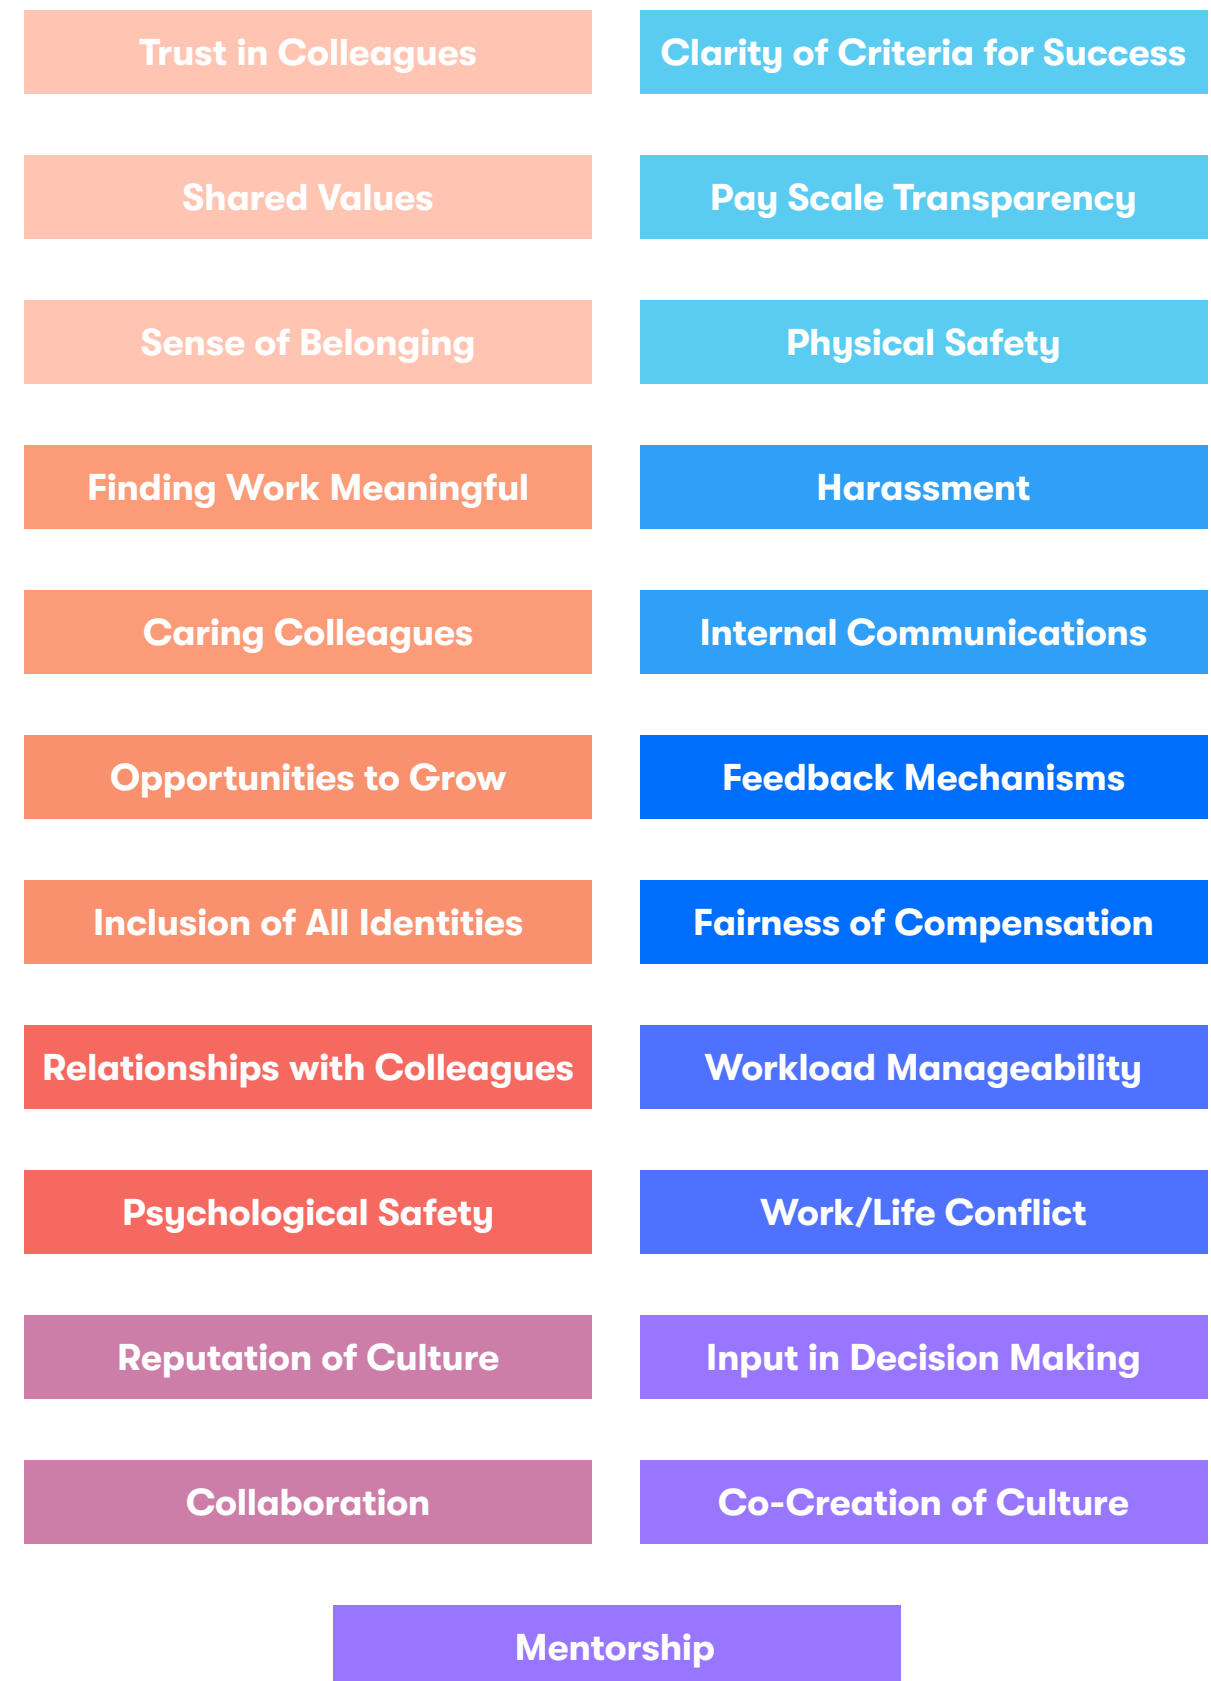 Trust in Colleagues
Clarity of Criteria for Success
Shared Values
Pay Scale Transparency
Sense of Belonging
Physical Safety
Finding Work Meaningful
Harassment
Caring Colleagues
Internal Communications
Opportunities to Grow
Feedback Mechanisms
Inclusion of All Identities
Fairness of Compensation
Relationships with Colleagues
Workload Manageability
Psychological Safety
Work/Life Conflict
Reputation of Culture
Input in Decision Making
Collaboration
Co-Creation of Culture
Mentorship